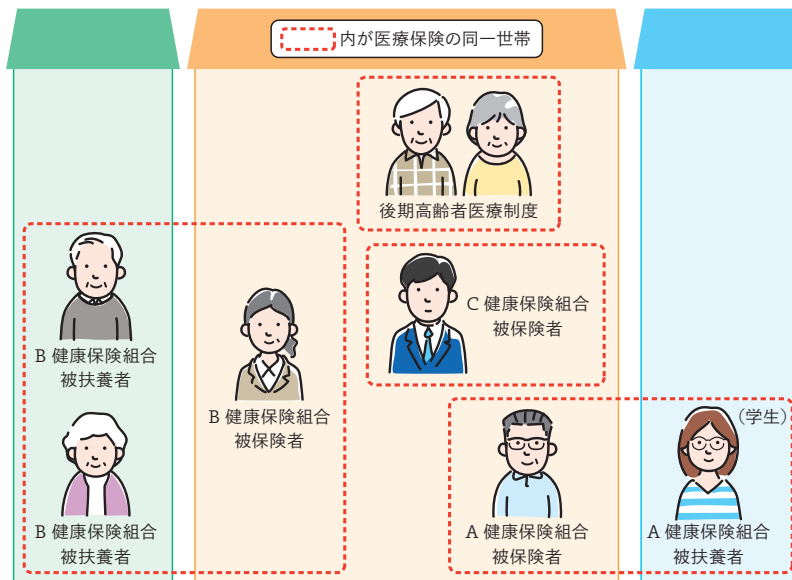 内が医療保険の同一世帯
後期高齢者医療制度
C 健康保険組合
被保険者
B 健康保険組合
被扶養者
B 健康保険組合
被保険者
B 健康保険組合
被扶養者
A 健康保険組合
被保険者
（学生）
A 健康保険組合
被扶養者